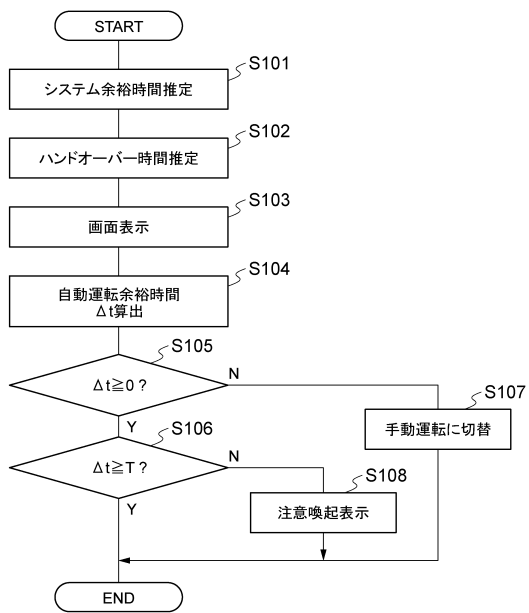 START
S101
システム余裕時間推定
S102
ハンドオーバー時間推定
S103
画面表示
S104
自動運転余裕時間
Δt算出
S105
Δt≧0？
N
S107
手動運転に切替
Y
S106
Δt≧T？
N
S108
注意喚起表示
Y
END